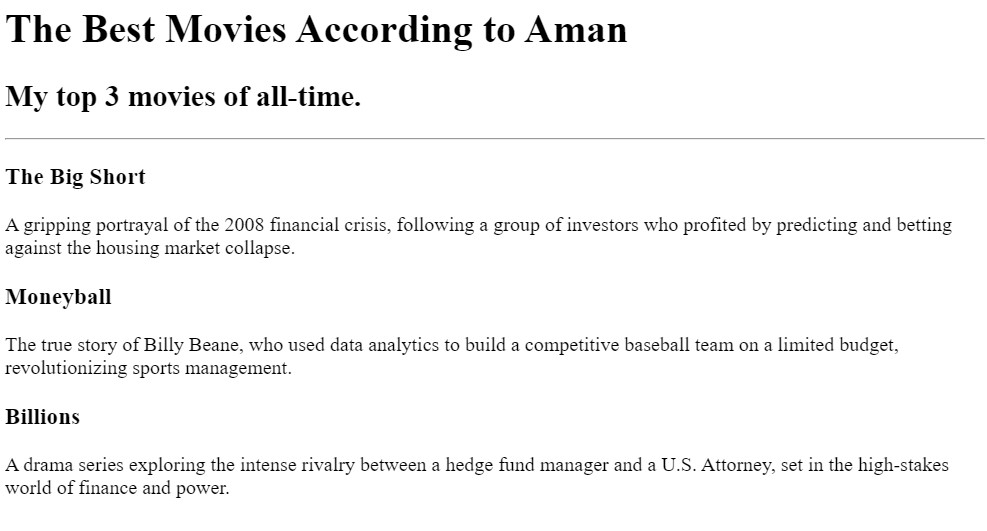 The Best Movies According to Aman
My top 3 movies of all-time.
The Big Short
A gripping portrayal of the 2008 financial crisis, following a group of investors who profited by predicting and betting
against the housing market collapse.
Moneyball
The true story of Billy Beane, who used data analytics to build a competitive baseball team on a limited budget,
revolutionizing sports management.
Billions
A drama series exploring the intense rivalry between a hedge fund manager and a U.S. Attorney, set in the high-stakes
world of finance and power.